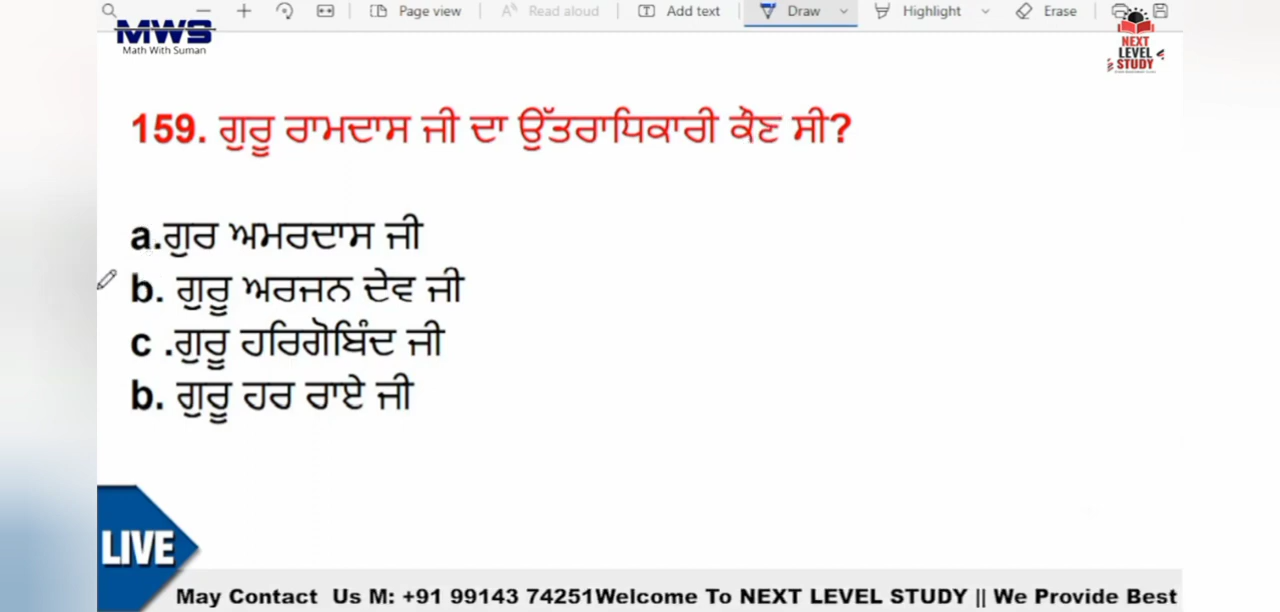 Page view Read aloud Add text Draw Highlight Erase
MWS
Math With Suman
NEXT
LEVEL
STUDY
159. ਗੁਰੂ ਰਾਮਦਾਸ ਜੀ ਦਾ ਉੱਤਰਾਧਿਕਾਰੀ ਕੌਣ ਸੀ?
a.ਗੁਰ ਅਮਰਦਾਸ ਜੀ
b. ਗੁਰੂ ਅਰਜਨ ਦੇਵ ਜੀ
c .ਗੁਰੂ ਹਰਿਗੋਬਿੰਦ ਜੀ
b. ਗੁਰੂ ਹਰ ਰਾਏ ਜੀ
LIVE
May Contact Us M: +91 99143 74251Welcome To NEXT LEVEL STUDY || We Provide Best